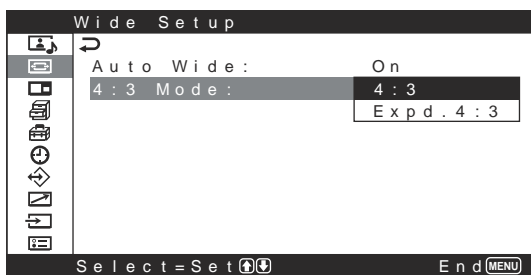 Wide Setup
Auto Wide: On
4:3 Mode: 4:3
Expd.4:3
Select=Set End MENU